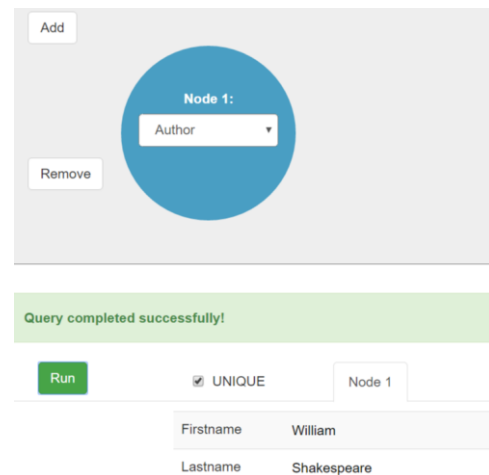 Add
Node 1:
Author
Remove
Query completed successfully!
Run
UNIQUE
Node 1
Firstname William
Lastname Shakespeare